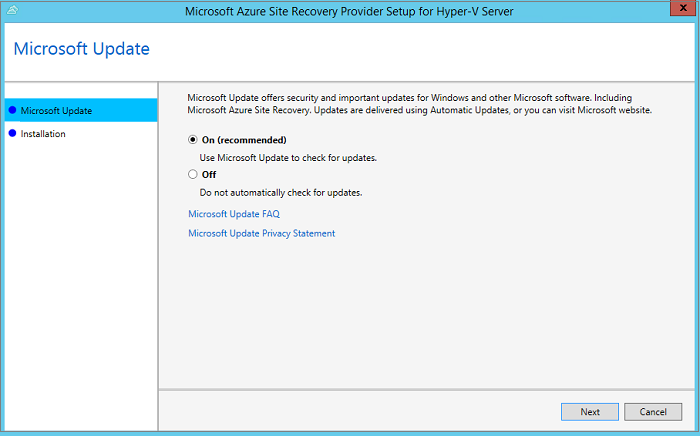 Microsoft Azure Site Recovery Provider Setup for Hyper-V Server
x
Microsoft Update
Microsoft Update
Installation
Microsoft Update offers security and important updates for Windows and other Microsoft software. Including
Microsoft Azure Site Recovery. Updates are delivered using Automatic Updates, or you can visit Microsoft website.
On (recommended)
Use Microsoft Update to check for updates.
Off
Do not automatically check for updates.
Microsoft Update FAQ
Microsoft Update Privacy Statement
Next
Cancel